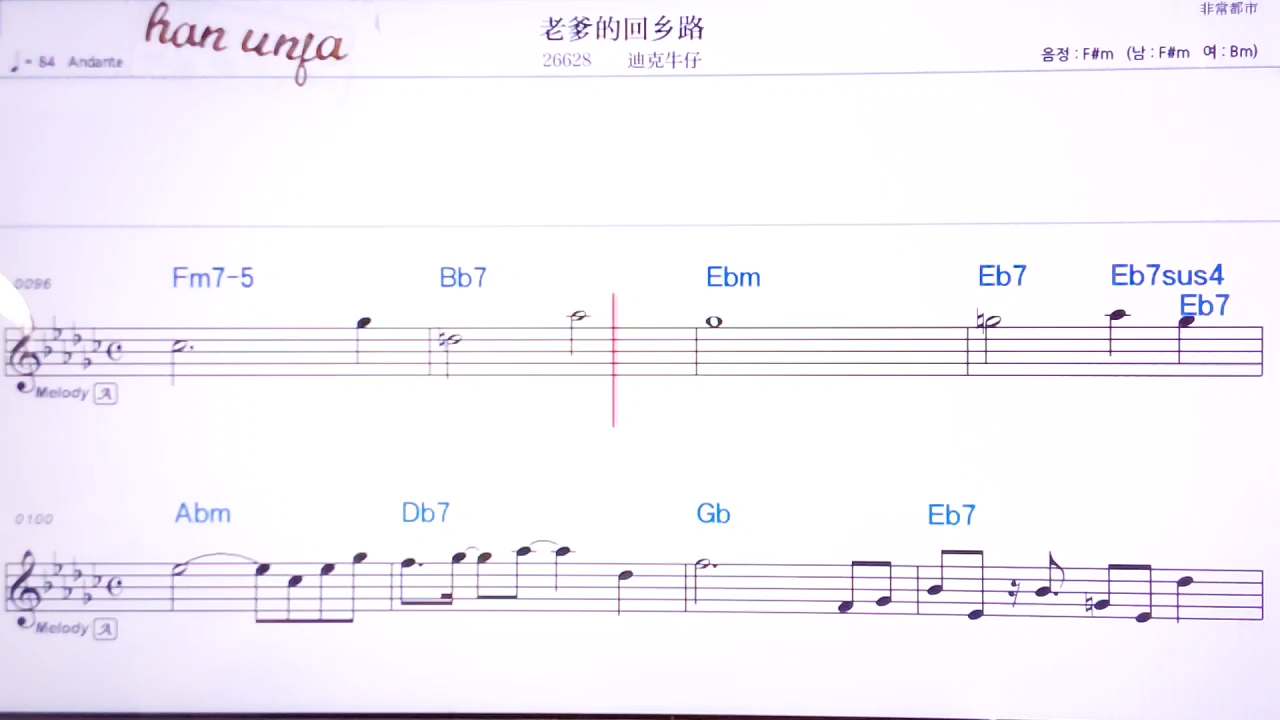 han unfa
老爹的回乡路
非常都市
♩= 84 Andante
26628 迪克牛仔
음정 : F#m (남 : F#m 여 : Bm)
0096 Fm7-5 Bb7 Ebm Eb7 Eb7sus4
Eb7
Melody A
0100 Abm Db7 Gb Eb7
Melody A